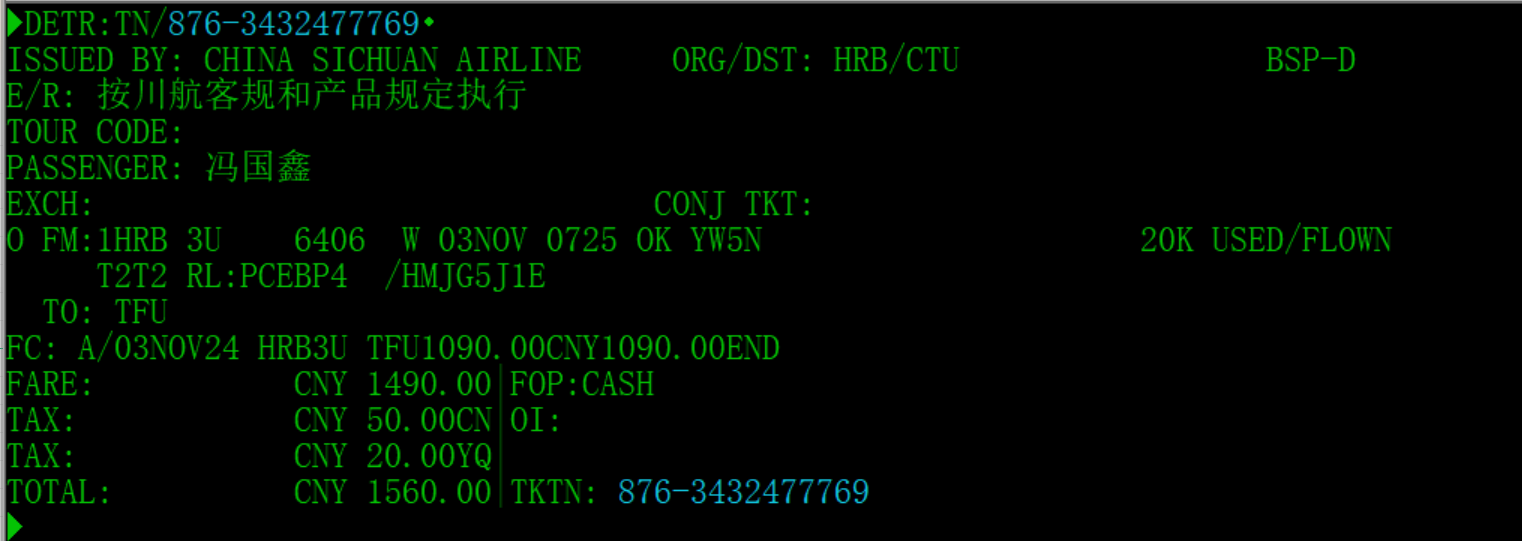 DETR:TN/876-3432477769
ISSUED BY: CHINA SICHUAN AIRLINE ORG/DST: HRB/CTU BSP-D
E/R: 按川航客规和产品规定执行
TOUR CODE:
PASSENGER: 冯国鑫
EXCH: CONJ TKT:
O FM:1HRB 3U 6406 W 03NOV 0725 OK YW5N 20K USED/FLOWN
T2T2 RL:PCEBP4 /HMJG5J1E
TO: TFU
FC: A/03NOV24 HRB3U TFU1090.00CNY1090.00END
FARE: CNY 1490.00 FOP:CASH
TAX: CNY 50.00CN OI:
TAX: CNY 20.00YQ
TOTAL: CNY 1560.00 TKTN: 876-3432477769